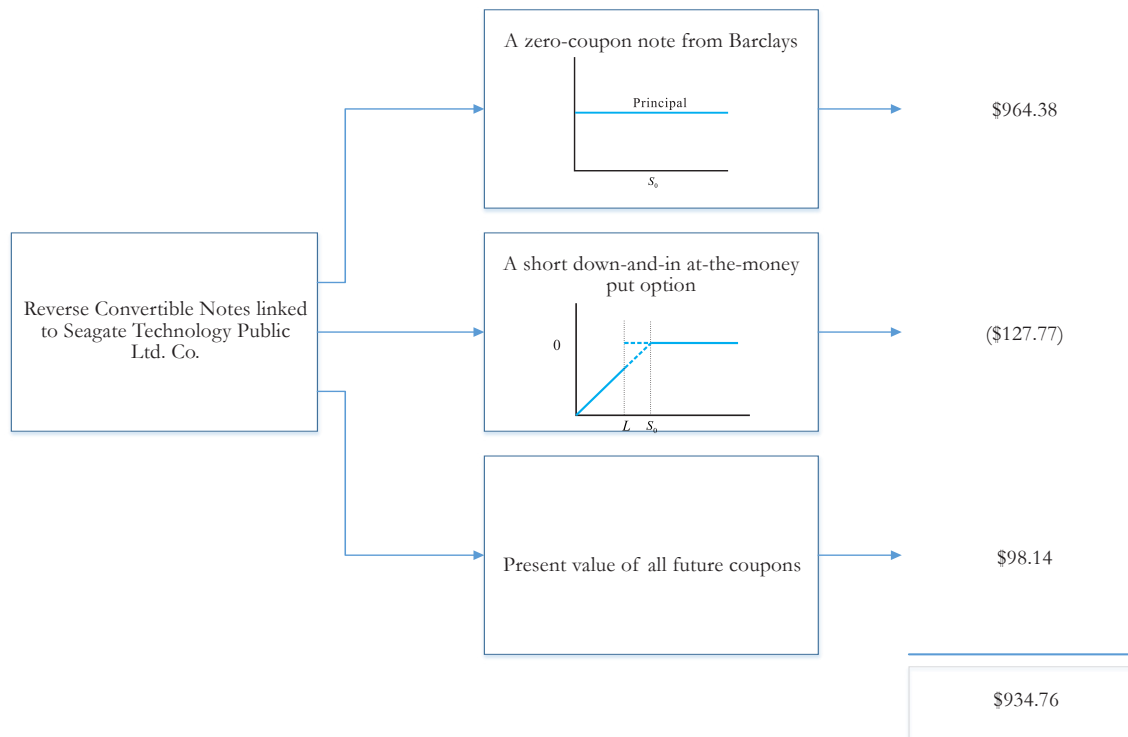 A zero-coupon note from Barclays
Principal
S₀
$964.38
Reverse Convertible Notes linked
to Seagate Technology Public
Ltd. Co.
A short down-and-in at-the-money
put option
0
L S₀
($127.77)
Present value of all future coupons
$98.14
$934.76